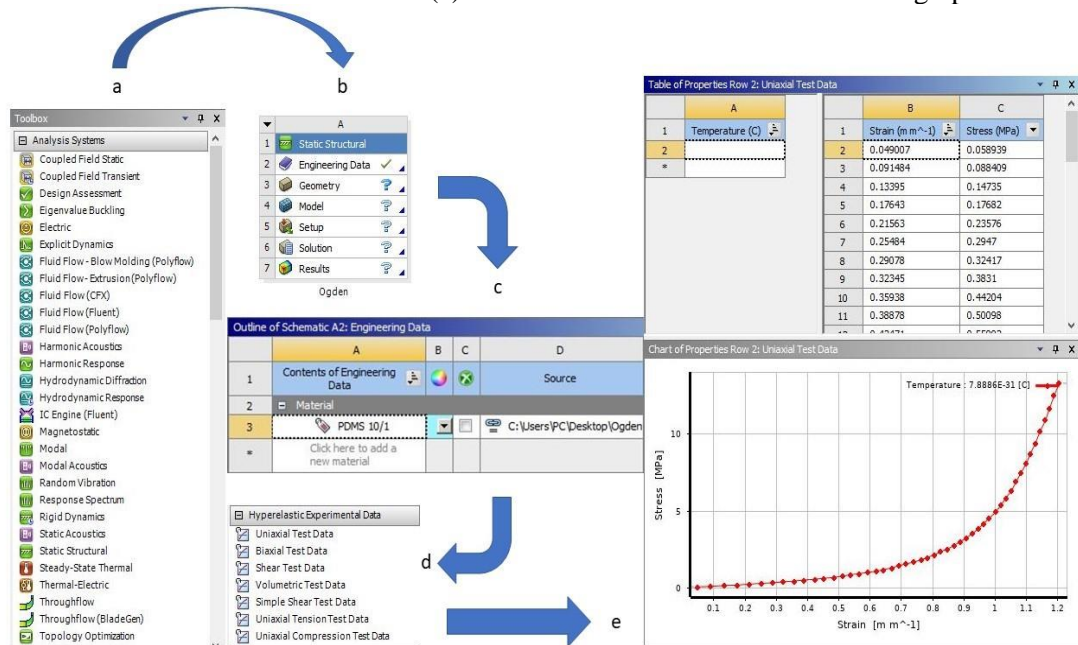 (
a
b
Toolbox
Analysis Systems
Coupled Field Static
Coupled Field Transient
Design Assessment
Eigenvalue Buckling
Electric
Explicit Dynamics
Fluid Flow - Blow Molding (Polyflow)
Fluid Flow - Extrusion (Polyflow)
Fluid Flow (CFX)
Fluid Flow (Fluent)
Fluid Flow (Polyflow)
Harmonic Acoustics
Harmonic Response
Hydrodynamic Diffraction
Hydrodynamic Response
IC Engine (Fluent)
Magnetostatic
Modal
Modal Acoustics
Random Vibration
Response Spectrum
Rigid Dynamics
Static Acoustics
Static Structural
Steady-State Thermal
Thermal-Electric
Throughflow
Throughflow (BladeGen)
Topology Optimization
A
1 Static Structural
2 Engineering Data
3 Geometry ?
4 Model ?
5 Setup ?
6 Solution ?
7 Results ?
Ogden
c
Outline of Schematic A2: Engineering Data
A B C D
1 Contents of Engineering Data Source
2 Material
3 PDMS 10/1 C:\Users\PC\Desktop\Ogden
* Click here to add a
new material
d
Hyperelastic Experimental Data
Uniaxial Test Data
Biaxial Test Data
Shear Test Data
Volumetric Test Data
Simple Shear Test Data
Uniaxial Tension Test Data
Uniaxial Compression Test Data
e
Table of Properties Row 2: Uniaxial Test Data
A
1 Temperature (C)
2
*
B C
1 Strain (m m^-1) Stress (MPa)
2 0.049007 0.058939
3 0.091484 0.088409
4 0.13395 0.14735
5 0.17643 0.17682
6 0.21563 0.23576
7 0.25484 0.2947
8 0.29078 0.32417
9 0.32345 0.3831
10 0.35938 0.44204
11 0.38878 0.50098
Chart of Properties Row 2: Uniaxial Test Data
Temperature : 7.8886E-31 [C]
Stress [MPa]
10
5
0
0.1 0.2 0.3 0.4 0.5 0.6 0.7 0.8 0.9 1 1.1 1.2
Strain [m m^-1]